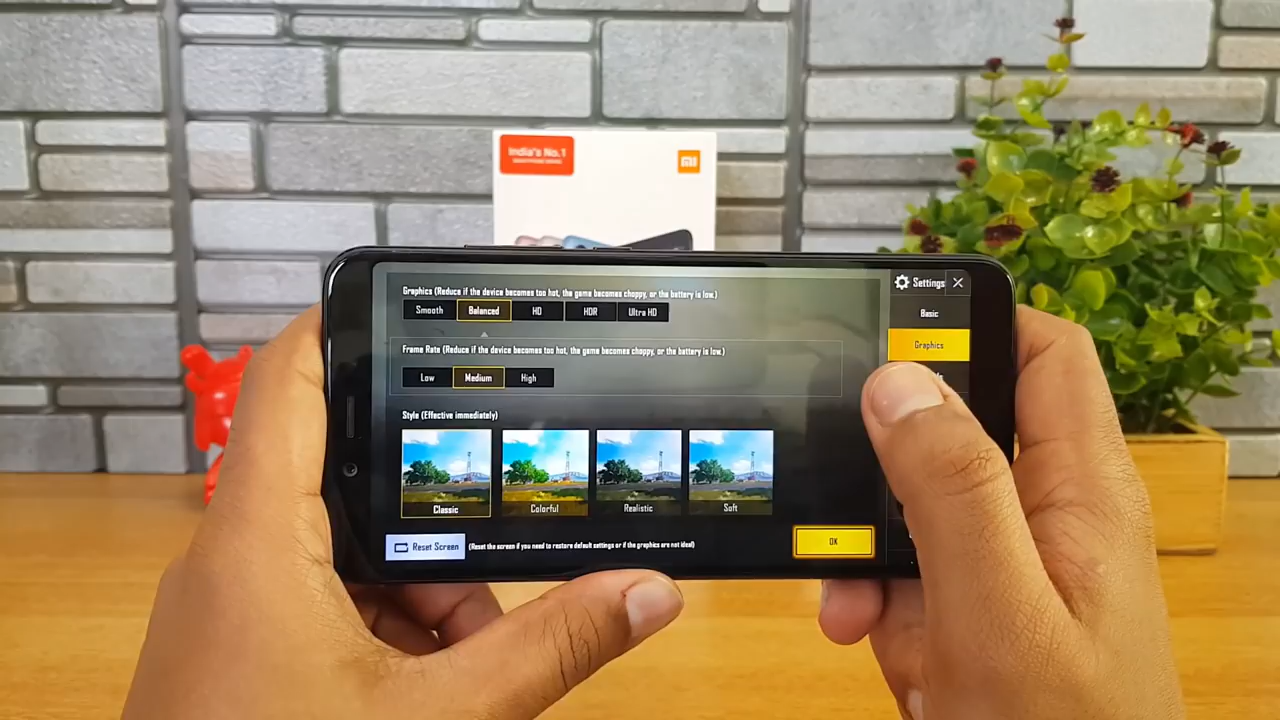 India's No.1
SMARTPHONE BRAND
MI
Graphics (Reduce if the device becomes too hot, the game becomes choppy, or the battery is low.)
Smooth Balanced HD HDR Ultra HD
Frame Rate (Reduce if the device becomes too hot, the game becomes choppy, or the battery is low.)
Low Medium High
Style (Effective immediately)
Classic Colorful Realistic Soft
Reset Screen (Reset the screen if you need to restore default settings or if the graphics are not ideal)
OK
Settings
Basic
Graphics